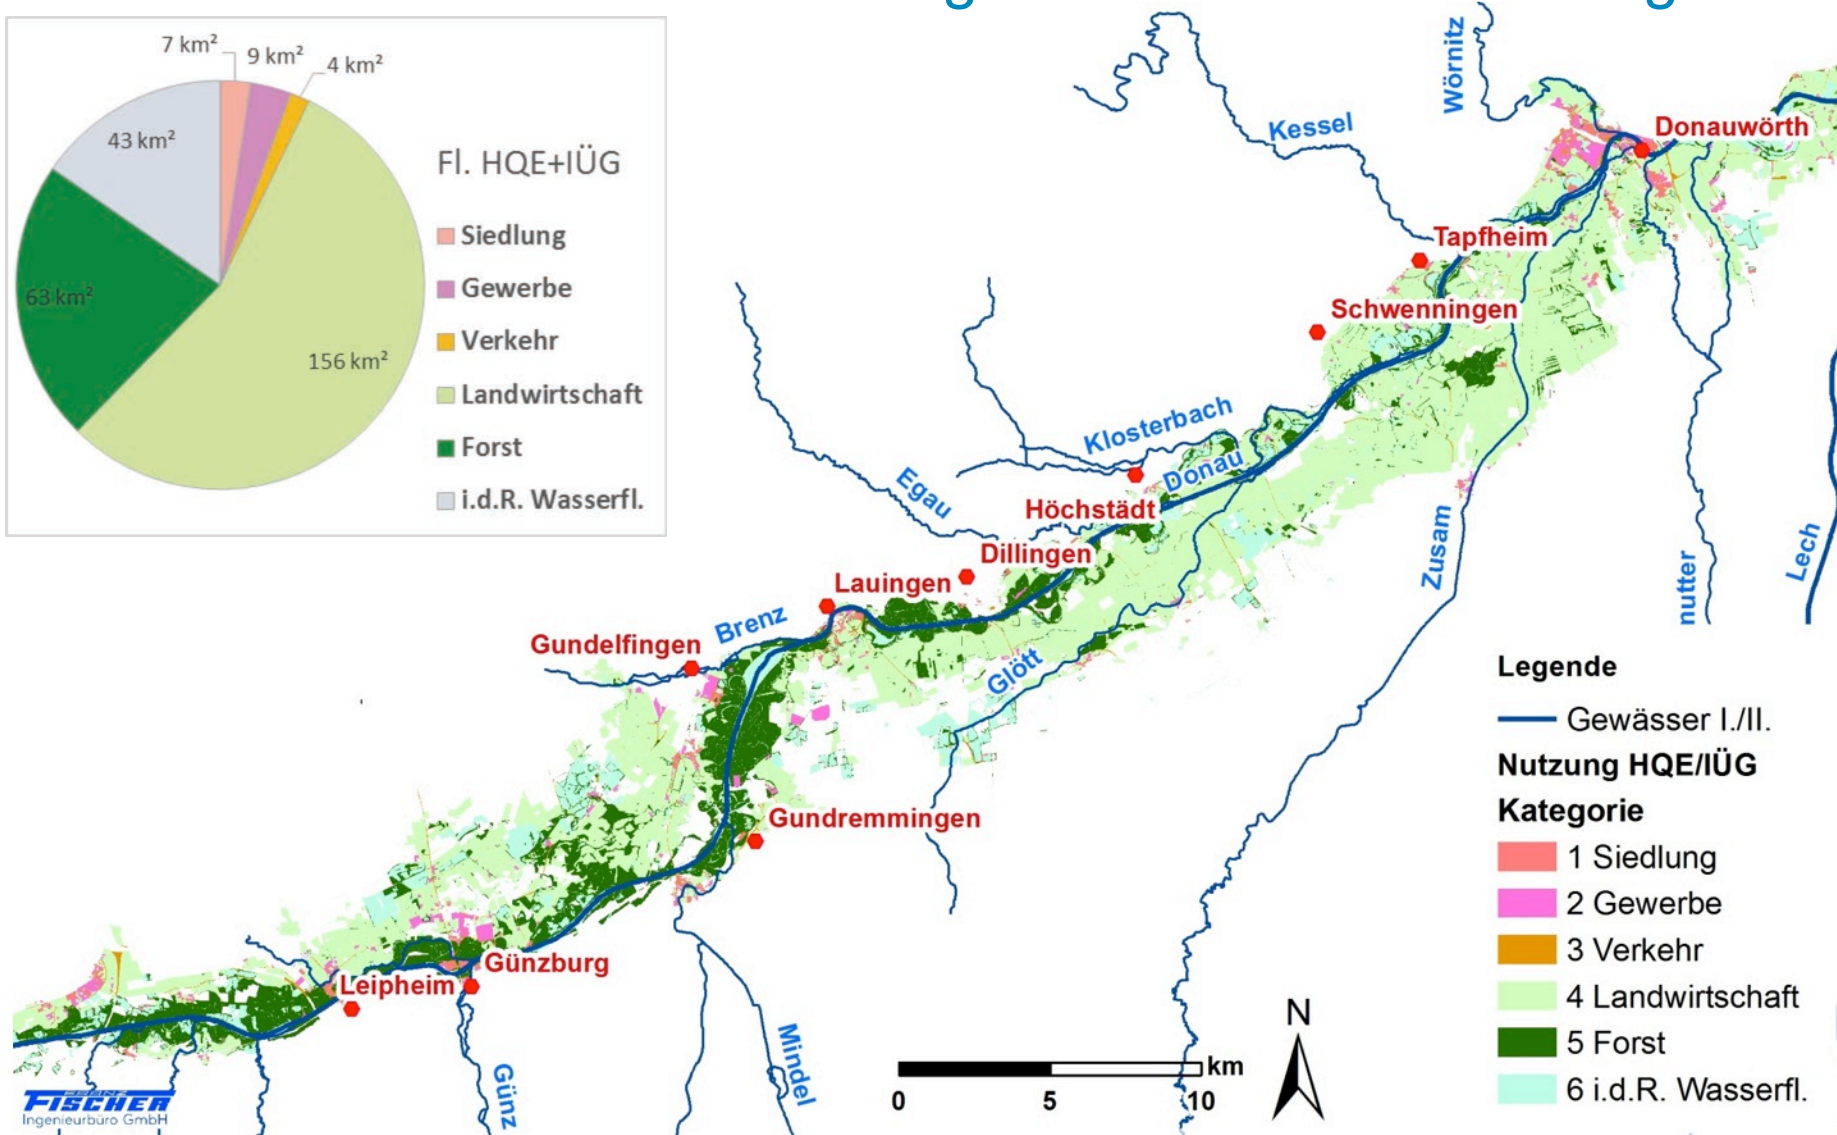 7 km²
9 km²
4 km²
43 km²
63 km²
156 km²
Fl. HQE+IÜG
Siedlung
Gewerbe
Verkehr
Landwirtschaft
Forst
i.d.R. Wasserfl.
Wörnitz
Kessel
Donauwörth
Tapfheim
Schwenningen
Klosterbach
Donau
Egau
Höchstädt
Dillingen
Lauingen
Brenz
Gundelfingen
Glött
Zusam
nutter
Lech
Gundremmingen
Günzburg
Leipheim
Günz
Mindel
Legende
Gewässer I./II.
Nutzung HQE/IÜG
Kategorie
1 Siedlung
2 Gewerbe
3 Verkehr
4 Landwirtschaft
5 Forst
6 i.d.R. Wasserfl.
N
km
0 5 10
FRANZ
FISCHER
Ingenieurbüro GmbH